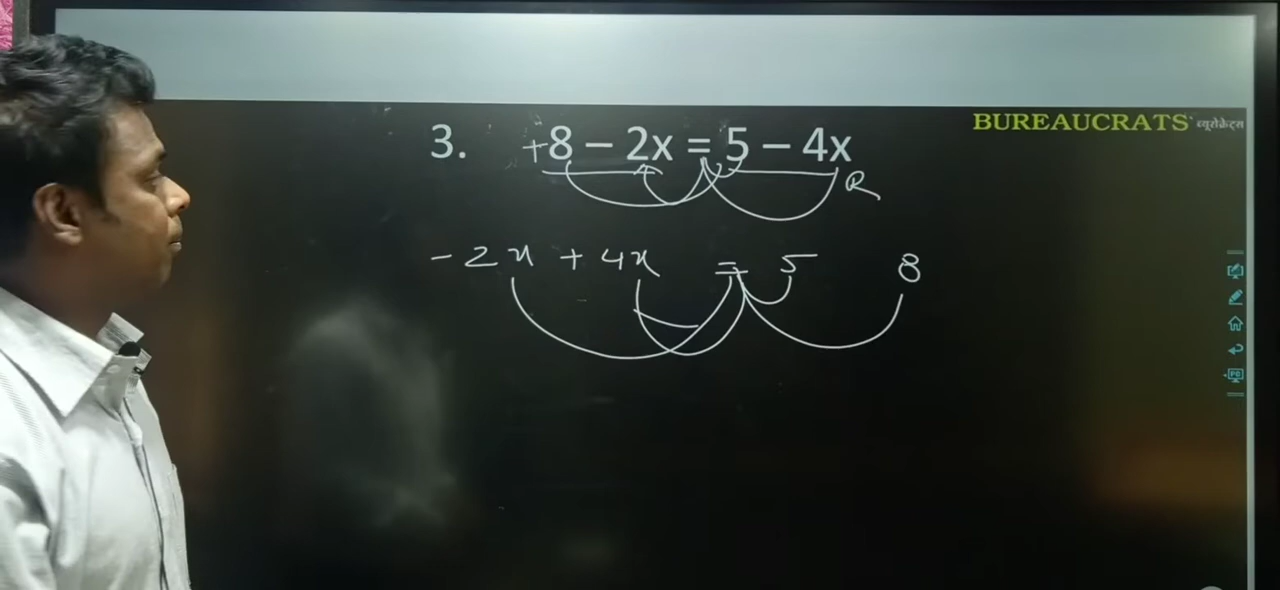 BUREAUCRATS ब्यूरोक्रेट्स
3. +8 – 2x = 5 – 4x
R
-2x + 4x = 5 8